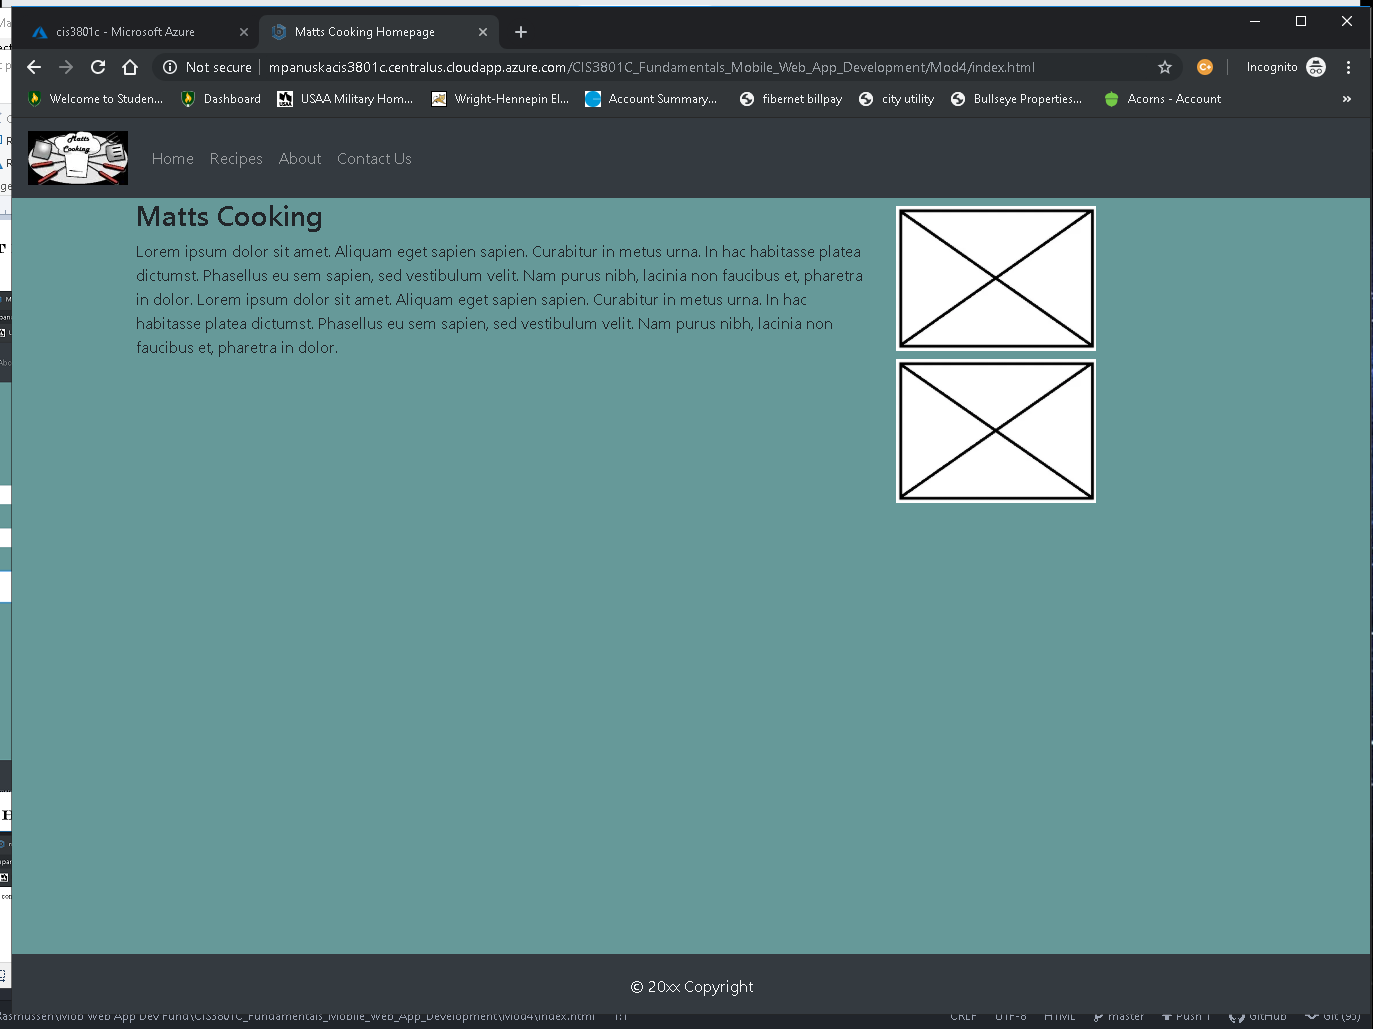 cis3801c - Microsoft Azure
Matts Cooking Homepage
Not secure
mpanuskacis3801c.centralus.cloudapp.azure.com/CIS3801C_Fundamentals_Mobile_Web_App_Development/Mod4/index.html
Incognito
Welcome to Studen...
Dashboard
USAA Military Hom...
Wright-Hennepin El...
Account Summary...
fibernet billpay
city utility
Bullseye Properties...
Acorns - Account
»
Matts
Cooking
Home
Recipes
About
Contact Us
Matts Cooking
Lorem ipsum dolor sit amet. Aliquam eget sapien sapien. Curabitur in metus urna. In hac habitasse platea
dictumst. Phasellus eu sem sapien, sed vestibulum velit. Nam purus nibh, lacinia non faucibus et, pharetra
in dolor. Lorem ipsum dolor sit amet. Aliquam eget sapien sapien. Curabitur in metus urna. In hac
habitasse platea dictumst. Phasellus eu sem sapien, sed vestibulum velit. Nam purus nibh, lacinia non
faucibus et, pharetra in dolor.
© 20xx Copyright
Rasmussen\Mob Web App Dev Fund\CIS3801C_Fundamentals_Mobile_Web_App_Development\Mod4\index.html
1:1
CRLF
UTF-8
HTML
master
Push 1
GitHub
Git (95)